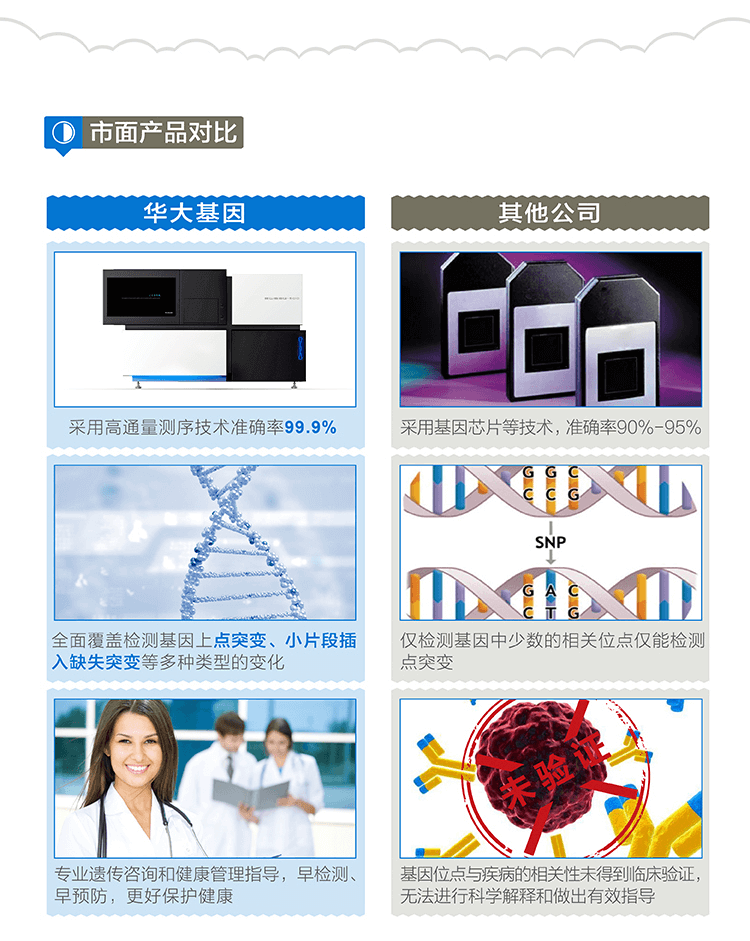 市面产品对比
华大基因
其他公司
采用高通量测序技术准确率99.9%
采用基因芯片等技术，准确率90%-95%
G G C
C C G
SNP
G A C
C T G
全面覆盖检测基因上点突变、小片段插
入缺失突变等多种类型的变化
仅检测基因中少数的相关位点仅能检测
点突变
未验证
专业遗传咨询和健康管理指导，早检测、
早预防，更好保护健康
基因位点与疾病的相关性未得到临床验证，
无法进行科学解释和做出有效指导